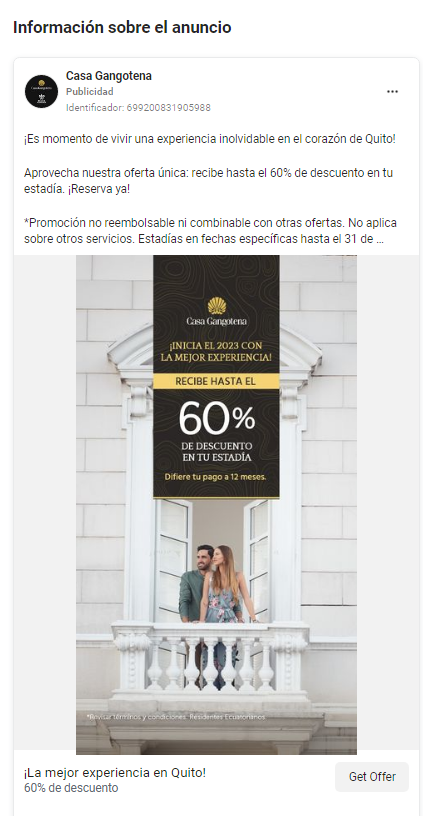 Información sobre el anuncio
Casa Gangotena
Publicidad
Identificador: 699200831905988
¡Es momento de vivir una experiencia inolvidable en el corazón de Quito!
Aprovecha nuestra oferta única: recibe hasta el 60% de descuento en tu
estadía. ¡Reserva ya!
*Promoción no reembolsable ni combinable con otras ofertas. No aplica
sobre otros servicios. Estadías en fechas específicas hasta el 31 de ...
Casa Gangotena
¡INICIA EL 2023 CON
LA MEJOR EXPERIENCIA!
RECIBE HASTA EL
60%
DE DESCUENTO
EN TU ESTADÍA
Difiere tu pago a 12 meses.
*Revisar términos y condiciones. Residentes Ecuatorianos
¡La mejor experiencia en Quito!
60% de descuento
Get Offer